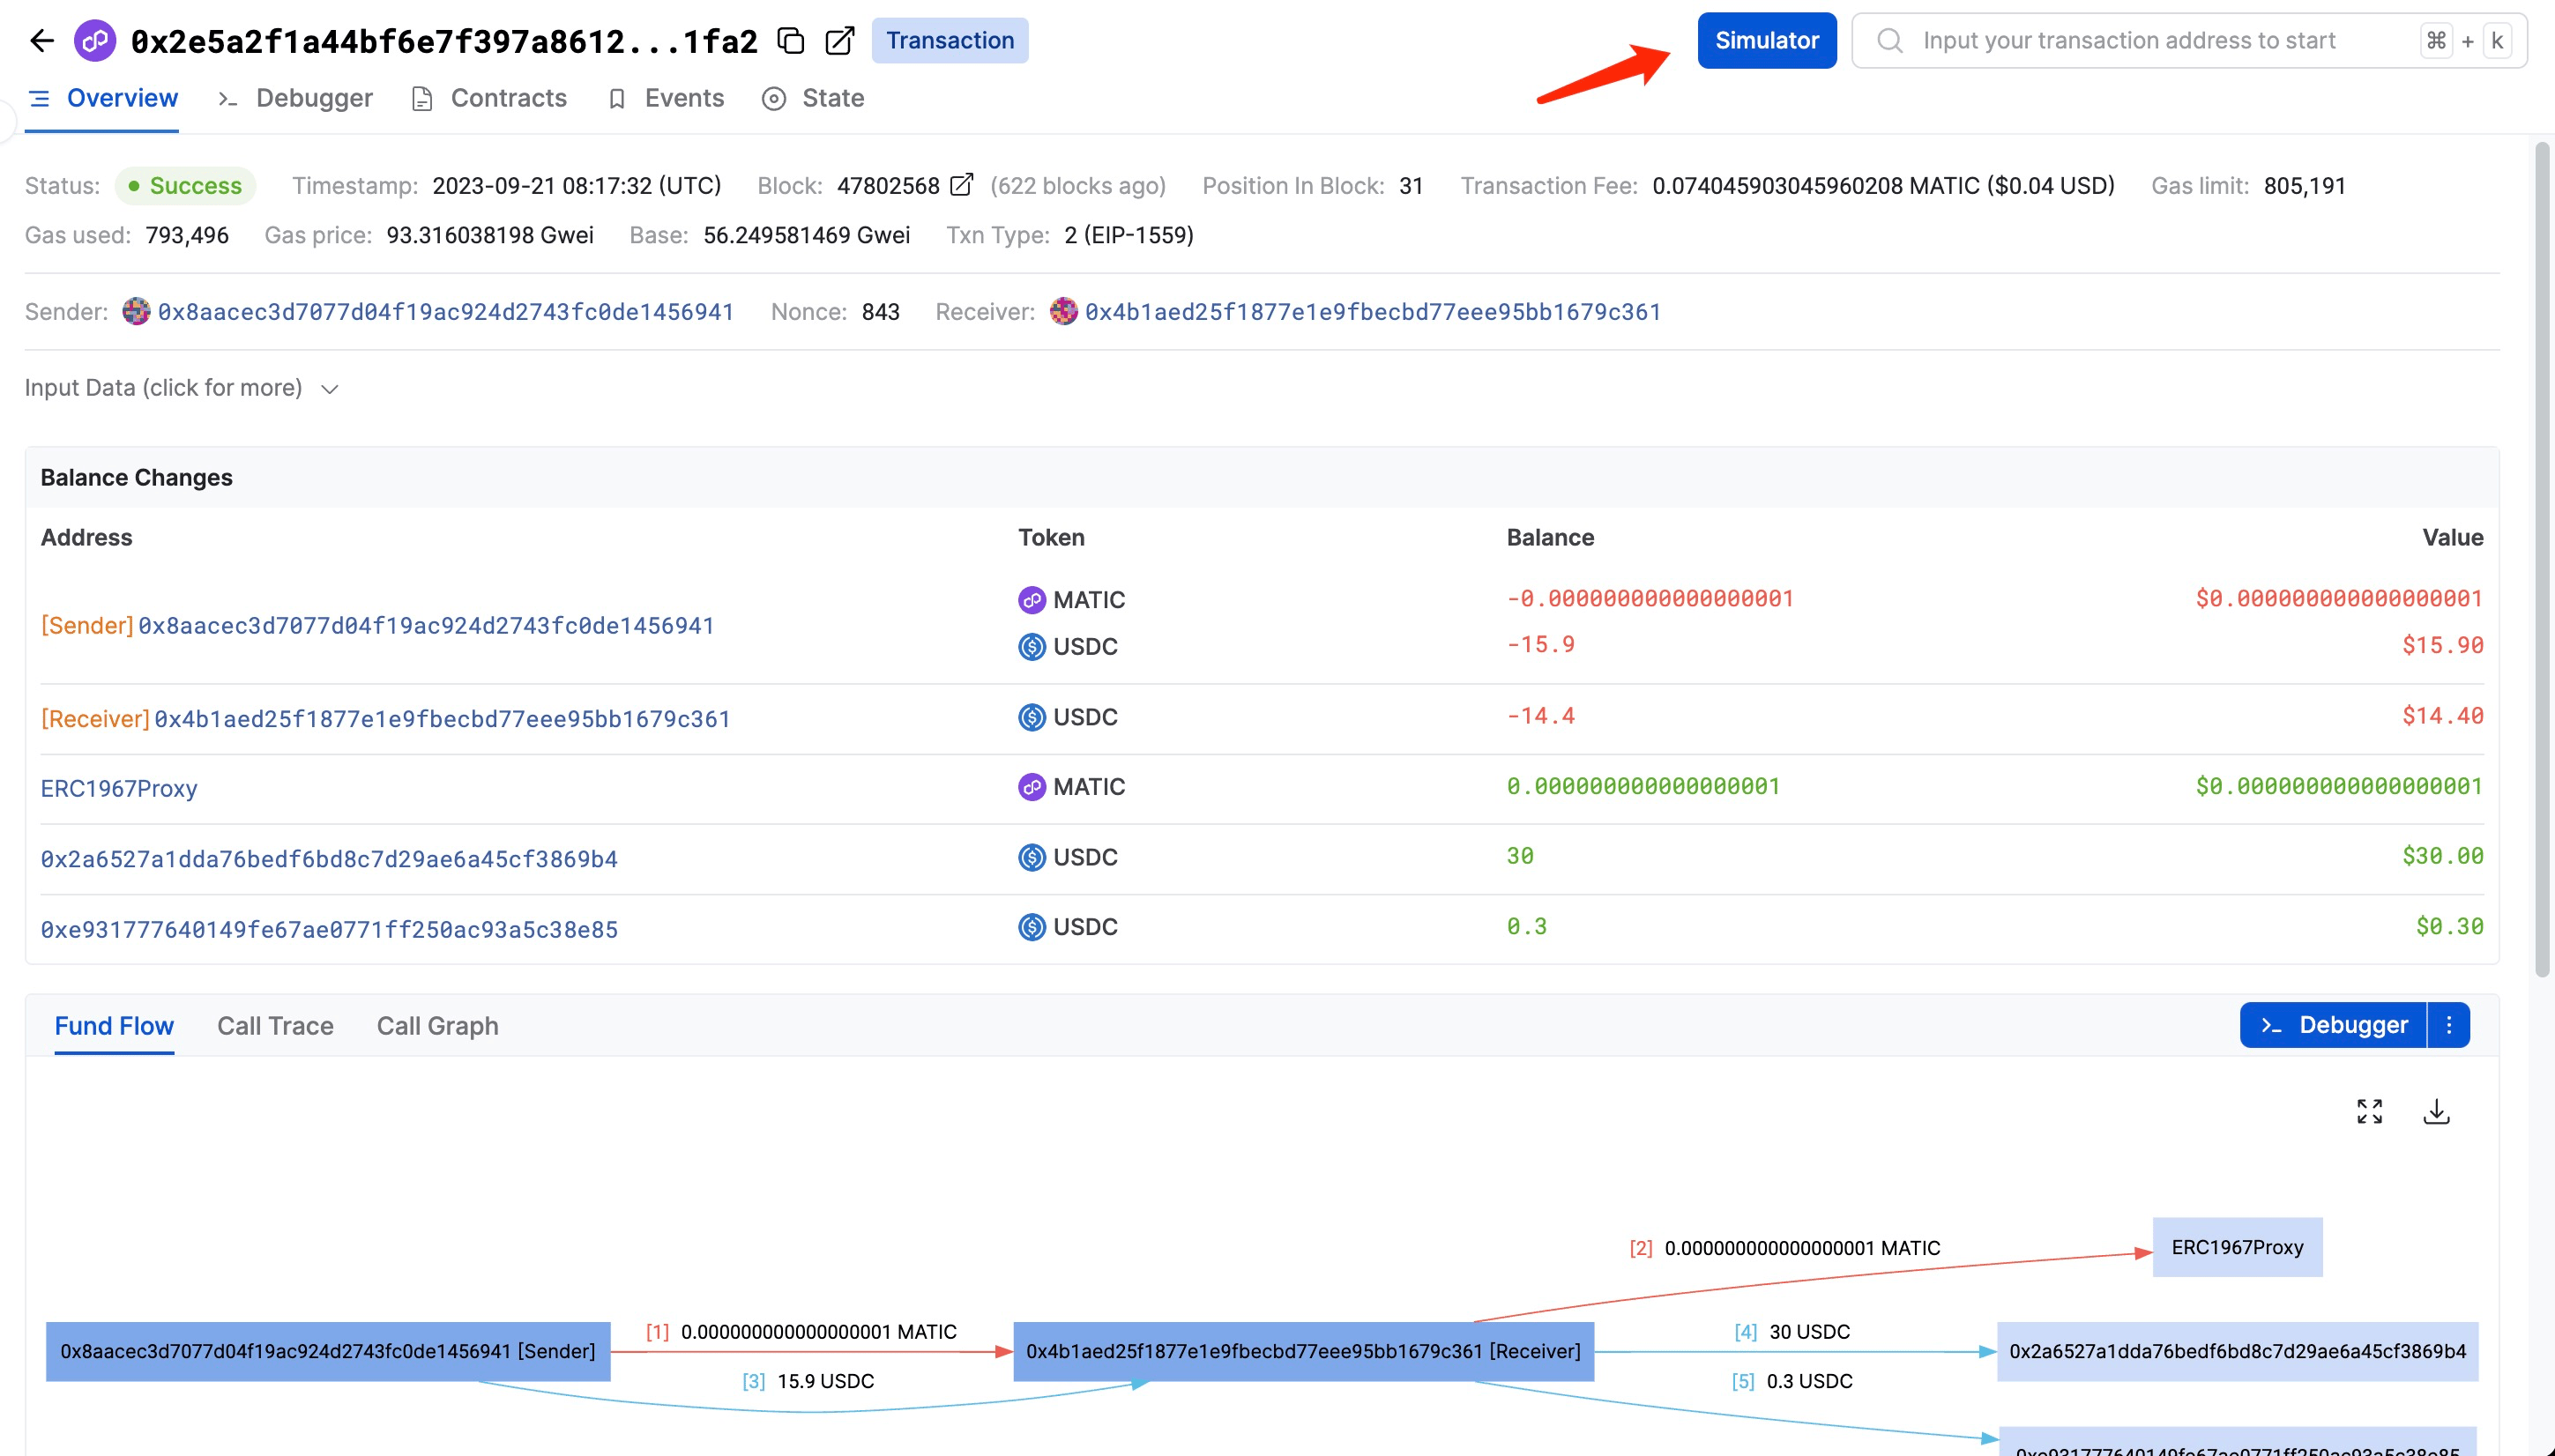 0x2e5a2f1a44bf6e7f397a8612...1fa2 Transaction Simulator Input your transaction address to start ⌘ + k
Overview Debugger Contracts Events State
Status: Success Timestamp: 2023-09-21 08:17:32 (UTC) Block: 47802568 (622 blocks ago) Position In Block: 31 Transaction Fee: 0.074045903045960208 MATIC ($0.04 USD) Gas limit: 805,191
Gas used: 793,496 Gas price: 93.316038198 Gwei Base: 56.249581469 Gwei Txn Type: 2 (EIP-1559)
Sender: 0x8aacec3d7077d04f19ac924d2743fc0de1456941 Nonce: 843 Receiver: 0x4b1aed25f1877e1e9fbecbd77eee95bb1679c361
Input Data (click for more)
Balance Changes
Address Token Balance Value
[Sender] 0x8aacec3d7077d04f19ac924d2743fc0de1456941
MATIC -0.000000000000000001 $0.000000000000000001
USDC -15.9 $15.90
[Receiver] 0x4b1aed25f1877e1e9fbecbd77eee95bb1679c361 USDC -14.4 $14.40
ERC1967Proxy MATIC 0.000000000000000001 $0.000000000000000001
0x2a6527a1dda76bedf6bd8c7d29ae6a45cf3869b4 USDC 30 $30.00
0xe931777640149fe67ae0771ff250ac93a5c38e85 USDC 0.3 $0.30
Fund Flow Call Trace Call Graph Debugger
[2] 0.000000000000000001 MATIC ERC1967Proxy
[1] 0.000000000000000001 MATIC [4] 30 USDC
0x8aacec3d7077d04f19ac924d2743fc0de1456941 [Sender] 0x4b1aed25f1877e1e9fbecbd77eee95bb1679c361 [Receiver] 0x2a6527a1dda76bedf6bd8c7d29ae6a45cf3869b4
[3] 15.9 USDC [5] 0.3 USDC
0xe931777640149fe67ae0771ff250ac93a5c38e85